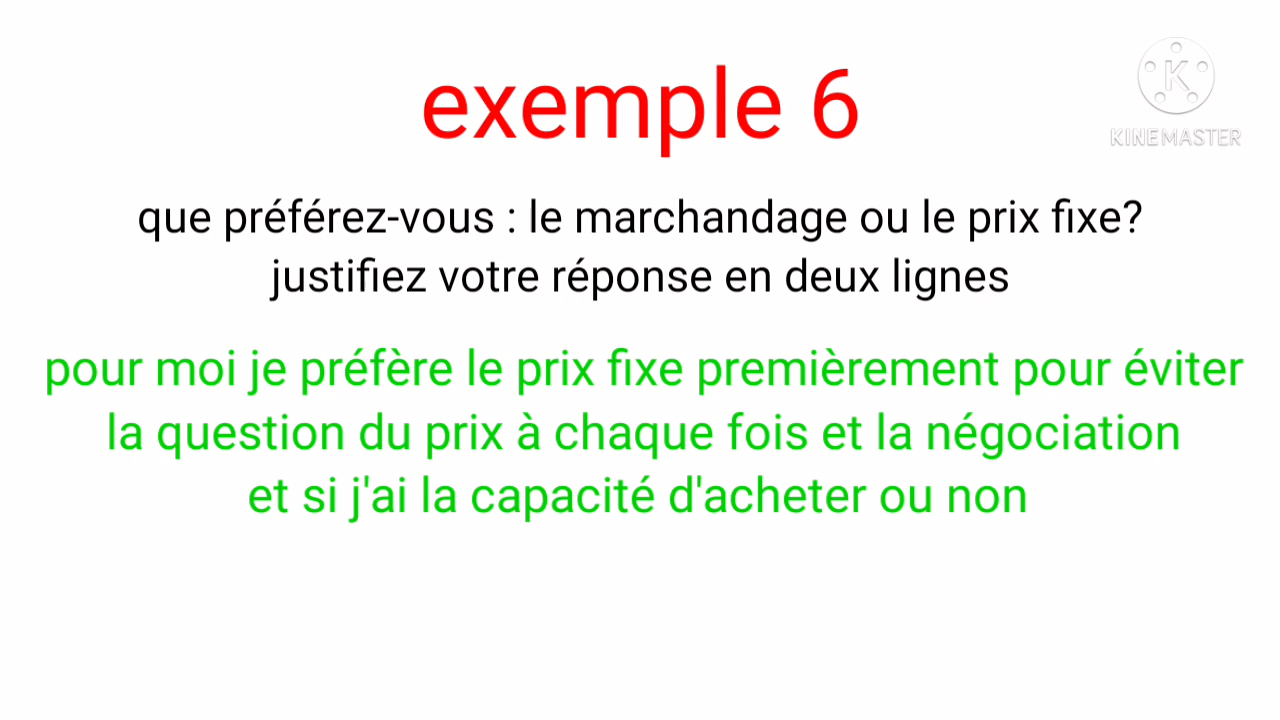 exemple 6
KINEMASTER
que préférez-vous : le marchandage ou le prix fixe?
justifiez votre réponse en deux lignes
pour moi je préfère le prix fixe premièrement pour éviter
la question du prix à chaque fois et la négociation
et si j'ai la capacité d'acheter ou non